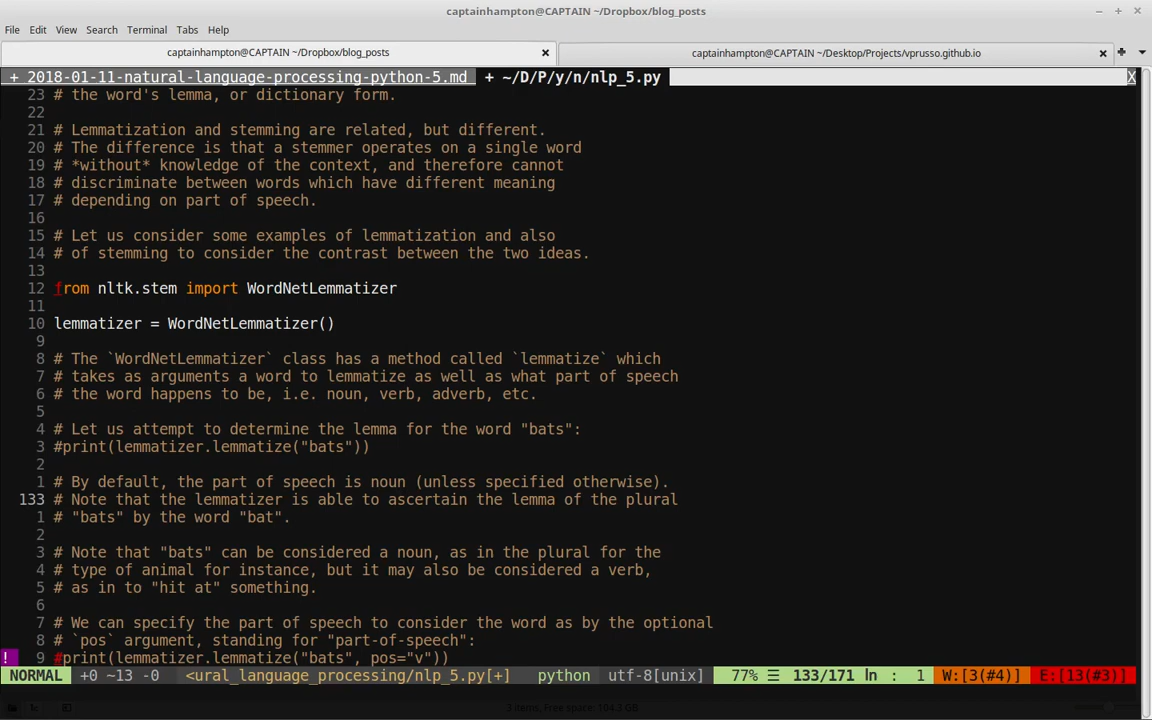 captainhampton@CAPTAIN ~/Dropbox/blog_posts
File Edit View Search Terminal Tabs Help
captainhampton@CAPTAIN ~/Dropbox/blog_posts captainhampton@CAPTAIN ~/Desktop/Projects/vprusso.github.io
+ 2018-01-11-natural-language-processing-python-5.md + ~/D/P/y/n/nlp_5.py X
23 # the word's lemma, or dictionary form.
22
21 # Lemmatization and stemming are related, but different.
20 # The difference is that a stemmer operates on a single word
19 # *without* knowledge of the context, and therefore cannot
18 # discriminate between words which have different meaning
17 # depending on part of speech.
16
15 # Let us consider some examples of lemmatization and also
14 # of stemming to consider the contrast between the two ideas.
13
12 from nltk.stem import WordNetLemmatizer
11
10 lemmatizer = WordNetLemmatizer()
9
8 # The `WordNetLemmatizer` class has a method called `lemmatize` which
7 # takes as arguments a word to lemmatize as well as what part of speech
6 # the word happens to be, i.e. noun, verb, adverb, etc.
5
4 # Let us attempt to determine the lemma for the word "bats":
3 #print(lemmatizer.lemmatize("bats"))
2
1 # By default, the part of speech is noun (unless specified otherwise).
133 # Note that the lemmatizer is able to ascertain the lemma of the plural
1 # "bats" by the word "bat".
2
3 # Note that "bats" can be considered a noun, as in the plural for the
4 # type of animal for instance, but it may also be considered a verb,
5 # as in to "hit at" something.
6
7 # We can specify the part of speech to consider the word as by the optional
8 # `pos` argument, standing for "part-of-speech":
! 9 #print(lemmatizer.lemmatize("bats", pos="v"))
NORMAL +0 ~13 -0 <ural_language_processing/nlp_5.py[+] python utf-8[unix] 77% ☰ 133/171 ln : 1 W:[3(#4)] E:[13(#3)]
3 items, Free space: 104.3 GB